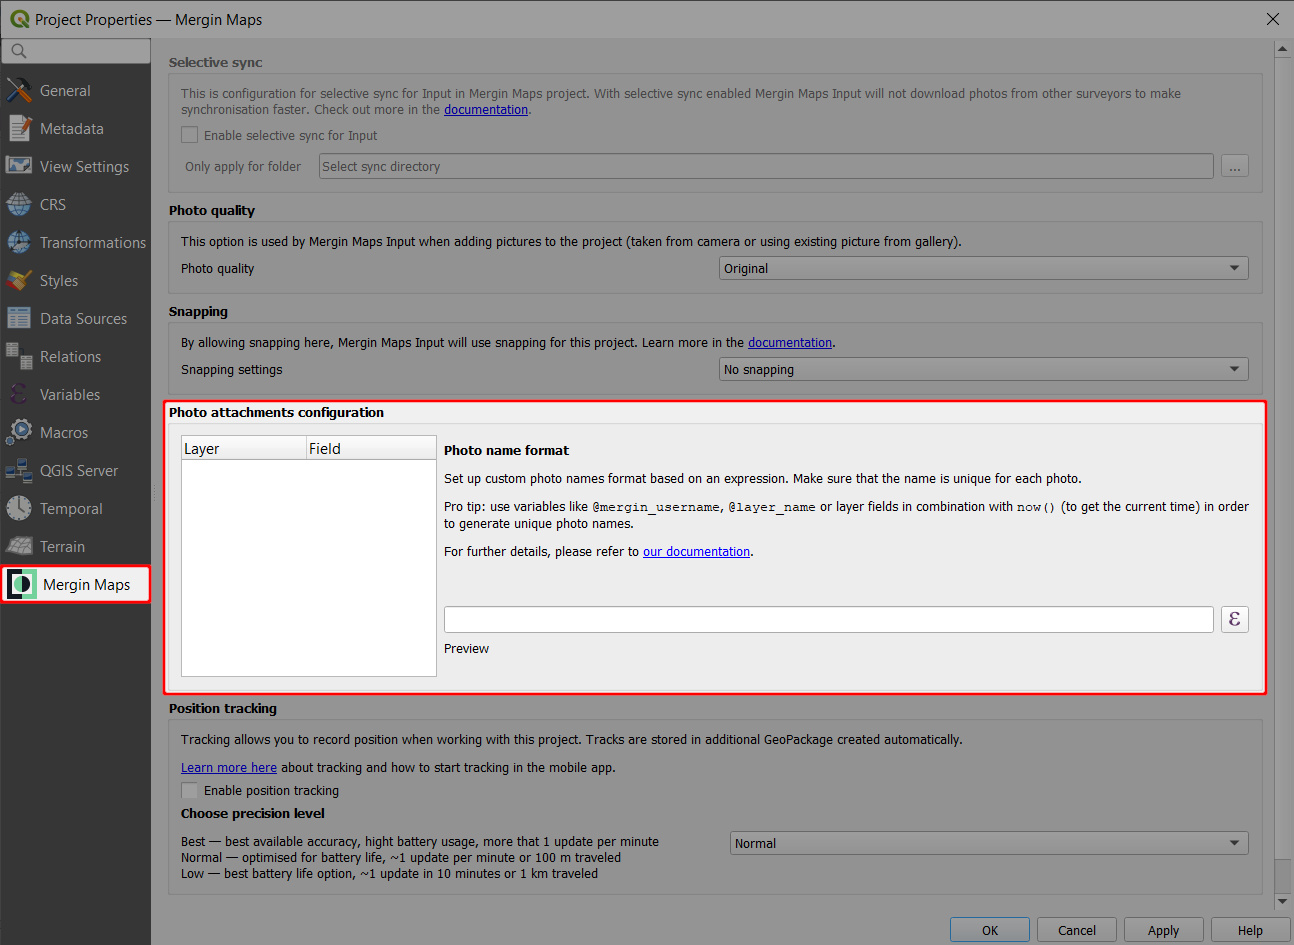 Project Properties — Mergin Maps
General
Metadata
View Settings
CRS
Transformations
Styles
Data Sources
Relations
Variables
Macros
QGIS Server
Temporal
Terrain
Mergin Maps
Selective sync
This is configuration for selective sync for Input in Mergin Maps project. With selective sync enabled Mergin Maps Input will not download photos from other surveyors to make
synchronisation faster. Check out more in the documentation.
Enable selective sync for Input
Only apply for folder Select sync directory ...
Photo quality
This option is used by Mergin Maps Input when adding pictures to the project (taken from camera or using existing picture from gallery).
Photo quality Original
Snapping
By allowing snapping here, Mergin Maps Input will use snapping for this project. Learn more in the documentation.
Snapping settings No snapping
Photo attachments configuration
Layer Field
Photo name format
Set up custom photo names format based on an expression. Make sure that the name is unique for each photo.
Pro tip: use variables like @mergin_username, @layer_name or layer fields in combination with now() (to get the current time) in order
to generate unique photo names.
For further details, please refer to our documentation.
ε
Preview
Position tracking
Tracking allows you to record position when working with this project. Tracks are stored in additional GeoPackage created automatically.
Learn more here about tracking and how to start tracking in the mobile app.
Enable position tracking
Choose precision level
Best — best available accuracy, hight battery usage, more that 1 update per minute
Normal — optimised for battery life, ~1 update per minute or 100 m traveled
Low — best battery life option, ~1 update in 10 minutes or 1 km traveled
Normal
OK Cancel Apply Help